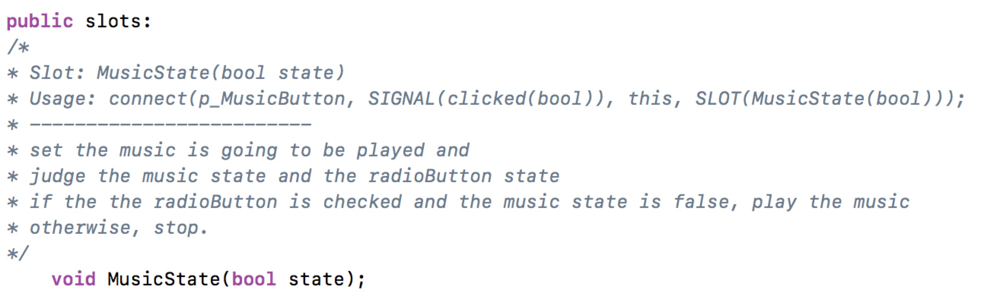 public slots:
/*
* Slot: MusicState(bool state)
* Usage: connect(p_MusicButton, SIGNAL(clicked(bool)), this, SLOT(MusicState(bool)));
* -------------------------
* set the music is going to be played and
* judge the music state and the radioButton state
* if the the radioButton is checked and the music state is false, play the music
* otherwise, stop.
*/
    void MusicState(bool state);